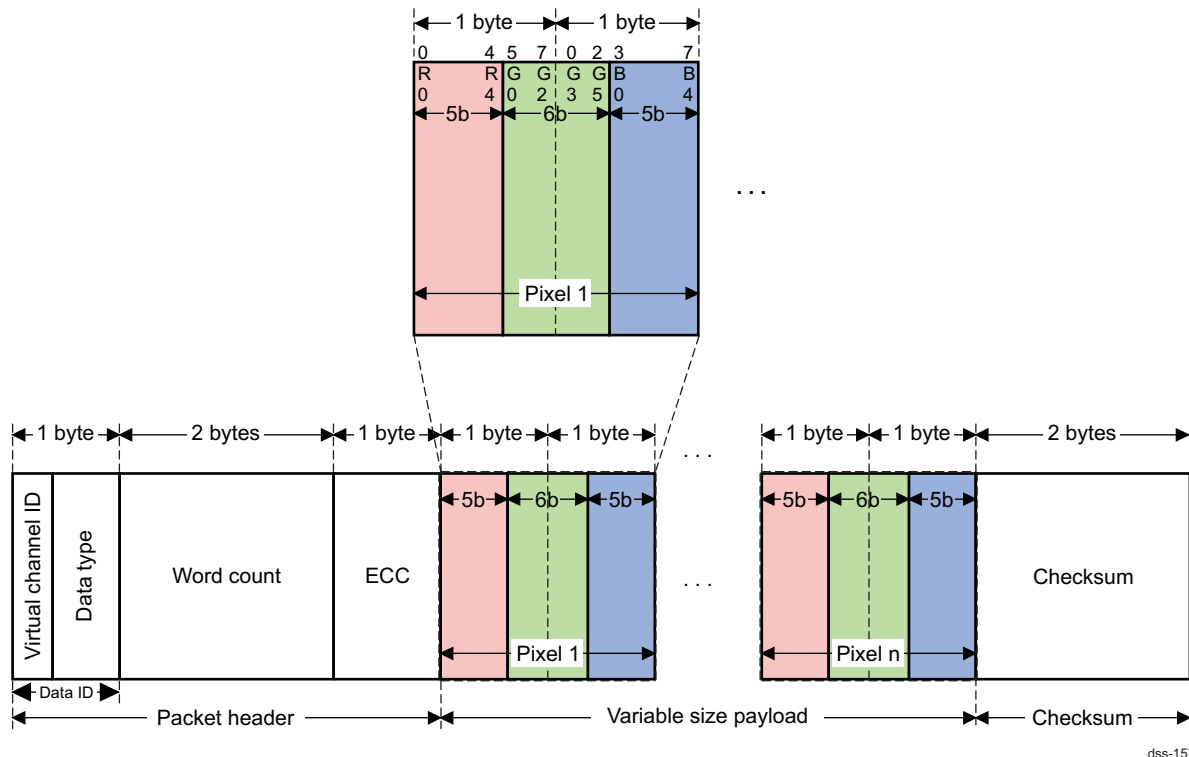 1 byte 1 byte
0 4 5 7 0 2 3 7
R R G G G G B B
0 4 0 2 3 5 0 4
5b 6b 5b
. . .
Pixel 1
1 byte 2 bytes 1 byte 1 byte 1 byte . . . 1 byte 1 byte 2 bytes
Virtual channel ID
Data type
Word count
ECC
5b 6b 5b
Pixel 1
. . .
5b 6b 5b
Pixel n
Checksum
Data ID
Packet header Variable size payload Checksum